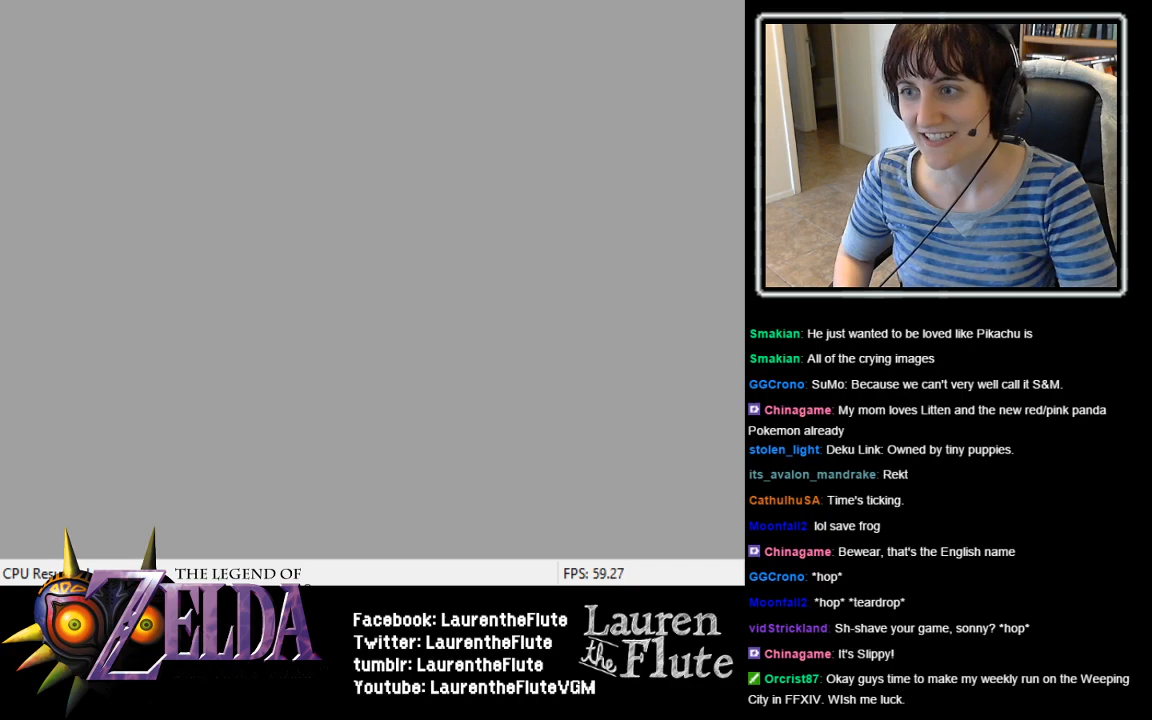 Smakian: He just wanted to be loved like Pikachu is
Smakian: All of the crying images
GGCrono: SuMo: Because we can't very well call it S&M.
Chinagame: My mom loves Litten and the new red/pink panda
Pokemon already
stolen_light: Deku Link: Owned by tiny puppies.
its_avalon_mandrake: Rekt
CathulhuSA: Time's ticking.
Moonfall2: lol save frog
Chinagame: Bewear, that's the English name
GGCrono: *hop*
Moonfall2: *hop* *teardrop*
vidStrickland: Sh-shave your game, sonny? *hop*
Chinagame: It's Slippy!
Orcrist87: Okay guys time to make my weekly run on the Weeping
City in FFXIV. WIsh me luck.
CPU
FPS: 59.27
THE LEGEND OF
ZELDA
Facebook: LaurentheFlute
Twitter: LaurentheFlute
tumblr: LaurentheFlute
Youtube: LaurentheFluteVGM
Lauren
the Flute